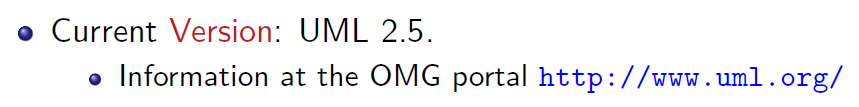 Current Version: UML 2.5.
Information at the OMG portal http://www.uml.org/